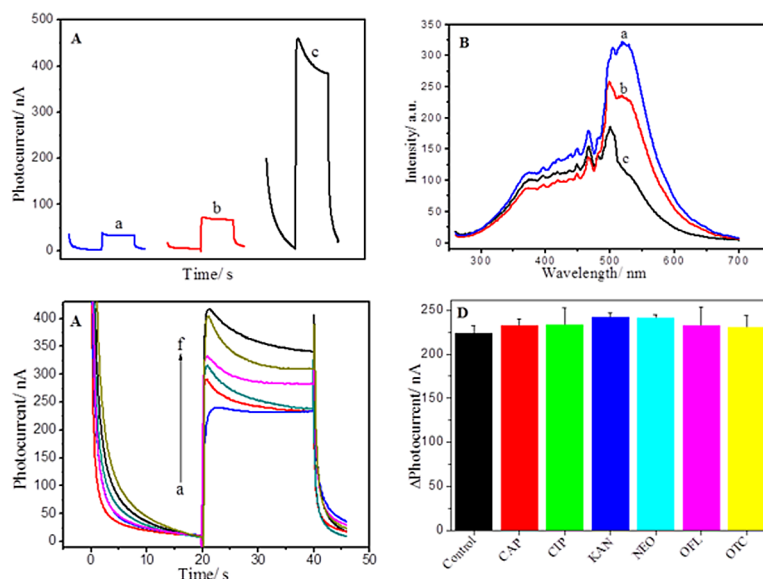 A
500
400
300
200
100
0
Photocurrent/ nA
a
b
c
Time/ s
B
350
300
250
200
150
100
50
0
Intensity/ a.u.
a
b
c
300
400
500
600
700
Wavelength/ nm
A
400
350
300
250
200
150
100
50
0
Photocurrent/ nA
f
a
0
10
20
30
40
50
Time/ s
D
250
150
50
0
ΔPhotocurrent/ nA
Control
CAP
CIP
KAN
NEO
OFL
OTC